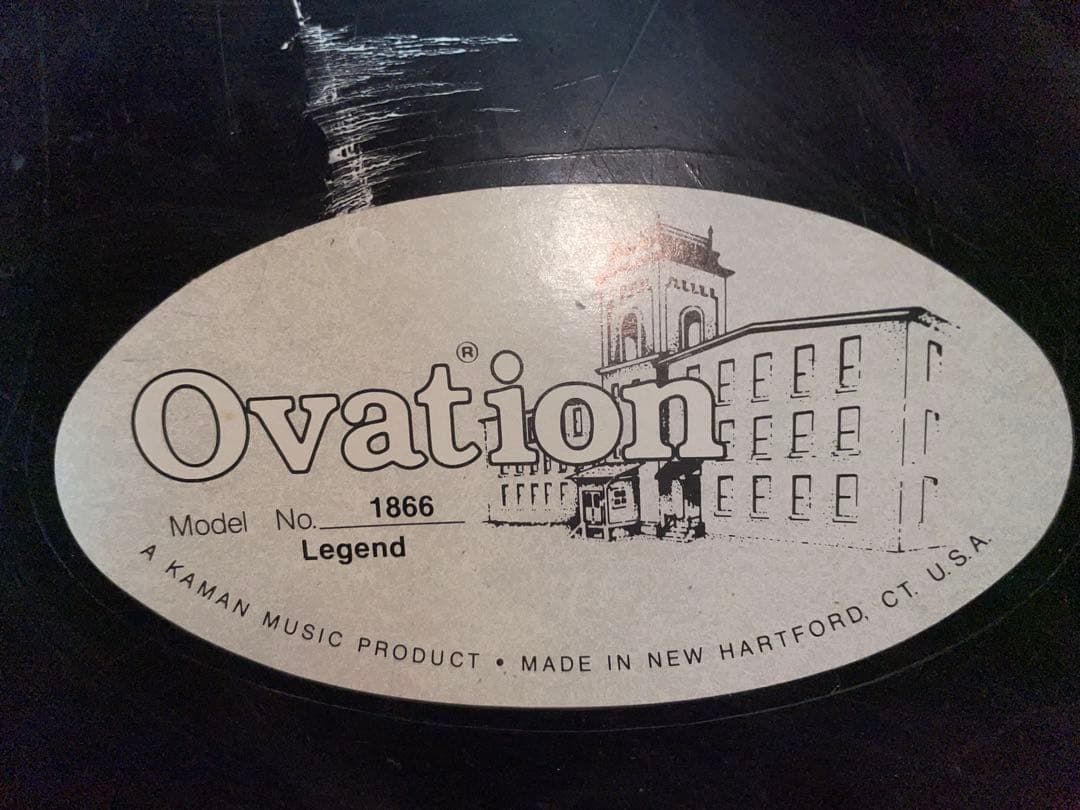 Ovation®
Model No. 1866
Legend
A KAMAN MUSIC PRODUCT • MADE IN NEW HARTFORD, CT. U.S.A.